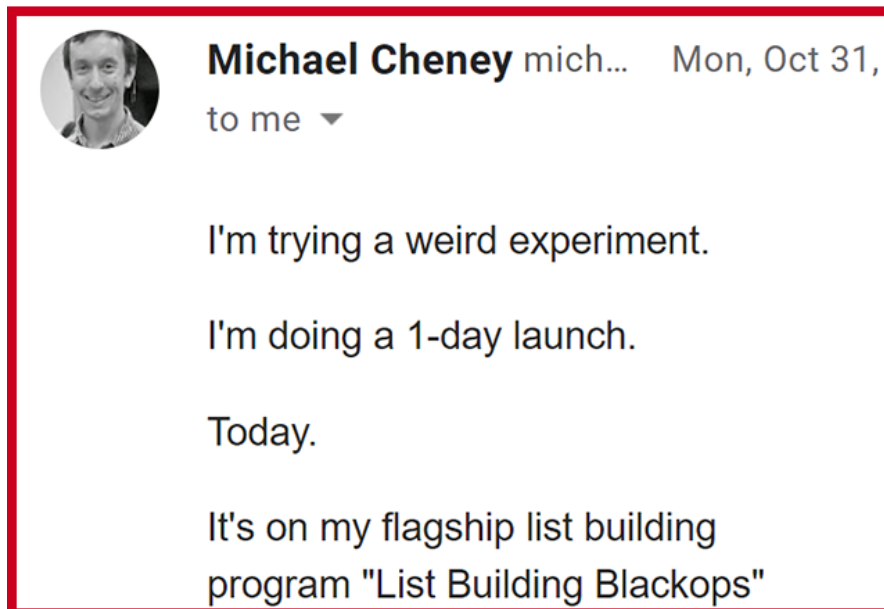 Michael Cheney mich... Mon, Oct 31,
to me
I'm trying a weird experiment.
I'm doing a 1-day launch.
Today.
It's on my flagship list building
program "List Building Blackops"